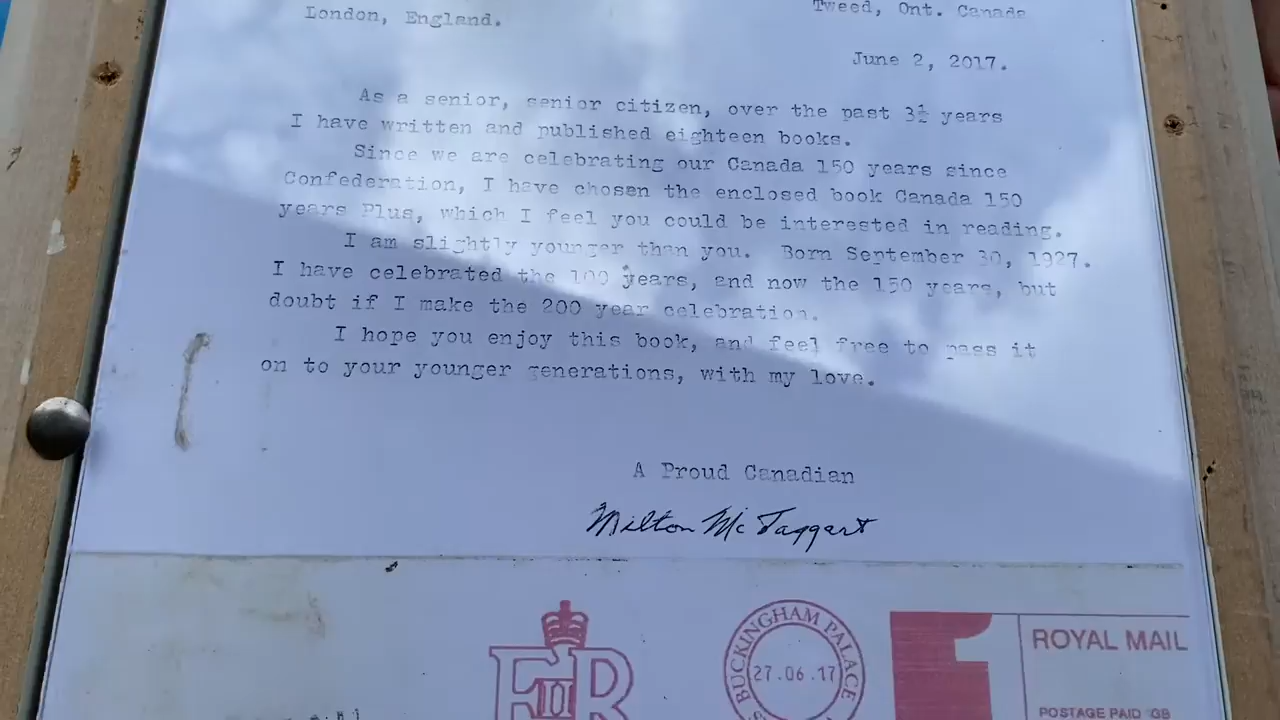 London, England.
Tweed, Ont. Canada
June 2, 2017.
As a senior, senior citizen, over the past 3½ years
I have written and published eighteen books.
Since we are celebrating our Canada 150 years since
Confederation, I have chosen the enclosed book Canada 150
years Plus, which I feel you could be interested in reading.
I am slightly younger than you. Born September 30, 1927.
I have celebrated the 100 years, and now the 150 years, but
doubt if I make the 200 year celebration.
I hope you enjoy this book, and feel free to pass it
on to your younger generations, with my love.
A Proud Canadian
Milton McTaggart
EIIR
BUCKINGHAM PALACE
27.06.17
1
ROYAL MAIL
POSTAGE PAID GB